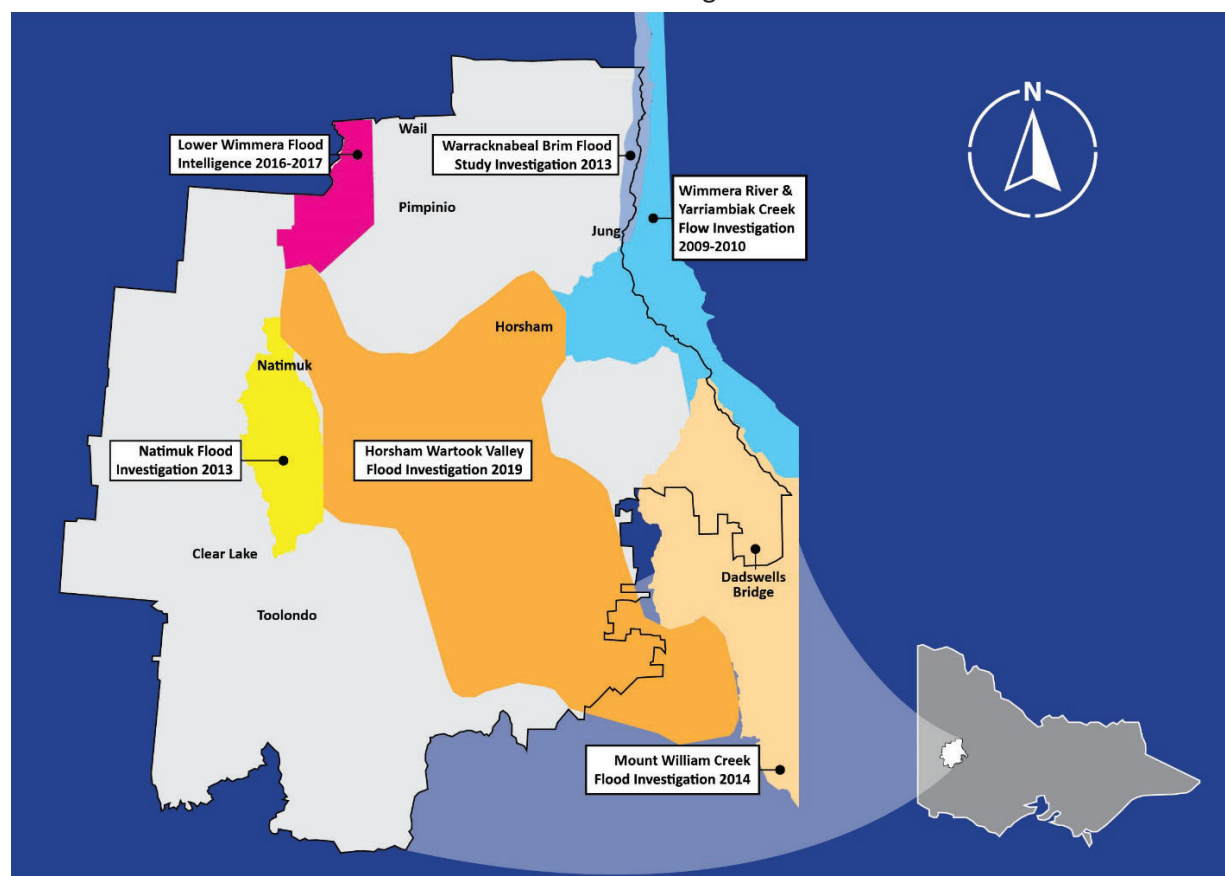 N
Wail
Lower Wimmera Flood
Intelligence 2016-2017
Warracknabeal Brim Flood
Study Investigation 2013
Wimmera River &
Yarriambiak Creek
Flow Investigation
2009-2010
Pimpinio
Jung
Horsham
Natimuk
Natimuk Flood
Investigation 2013
Horsham Wartook Valley
Flood Investigation 2019
Clear Lake
Dadswells
Bridge
Toolondo
Mount William Creek
Flood Investigation 2014